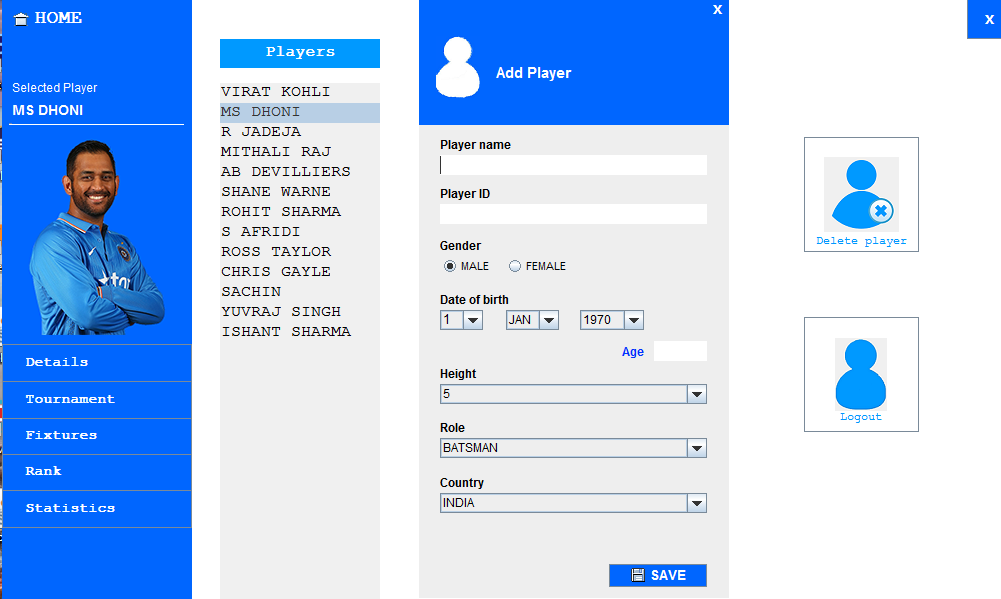 HOME
Selected Player
MS DHONI
Details
Tournament
Fixtures
Rank
Statistics
Players
VIRAT KOHLI
MS DHONI
R JADEJA
MITHALI RAJ
AB DEVILLIERS
SHANE WARNE
ROHIT SHARMA
S AFRIDI
ROSS TAYLOR
CHRIS GAYLE
SACHIN
YUVRAJ SINGH
ISHANT SHARMA
X
Add Player
Player name
Player ID
Gender
MALE FEMALE
Date of birth
1 JAN 1970
Age
Height
5
Role
BATSMAN
Country
INDIA
SAVE
X
Delete player
Logout